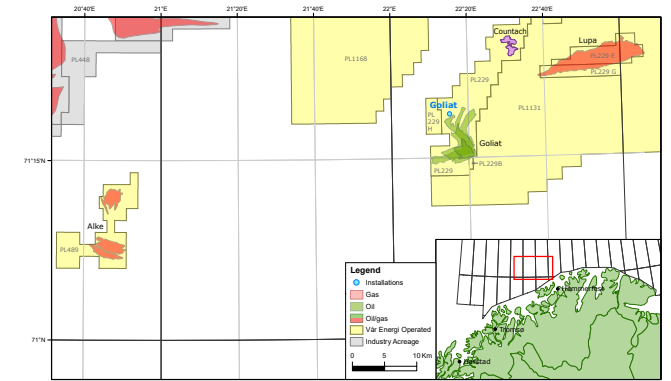 20°40'E
21°E
21°20'E
21°40'E
22°E
22°20'E
22°40'E
Countach
Lupa
PL448
PL1168
PL229 E
PL229 G
PL229
Goliat
PL
229
H
PL1131
Goliat
71°15'N
PL229B
PL229
Alke
PL489
Legend
Installations
Gas
Oil
Oil/gas
Vår Energi Operated
Industry Acreage
0 5 10 Km
71°N
Hammerfest
Tromsø
Harstad